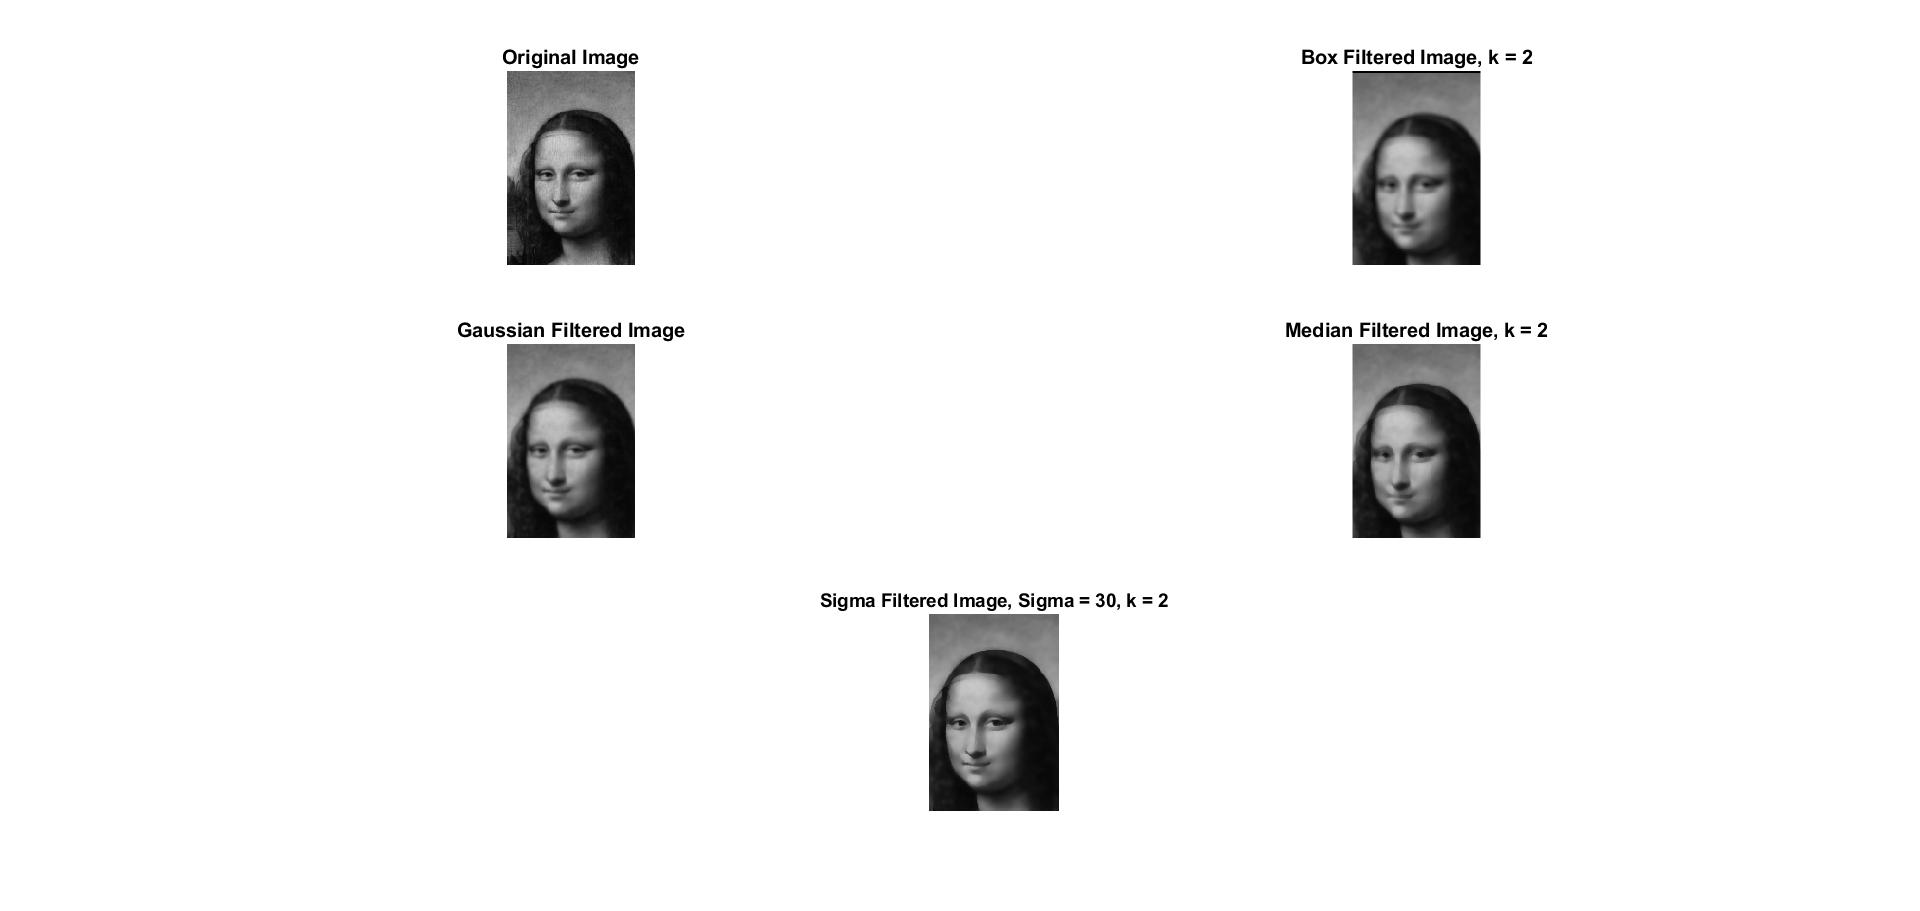 Original Image
Box Filtered Image, k = 2
Gaussian Filtered Image
Median Filtered Image, k = 2
Sigma Filtered Image, Sigma = 30, k = 2